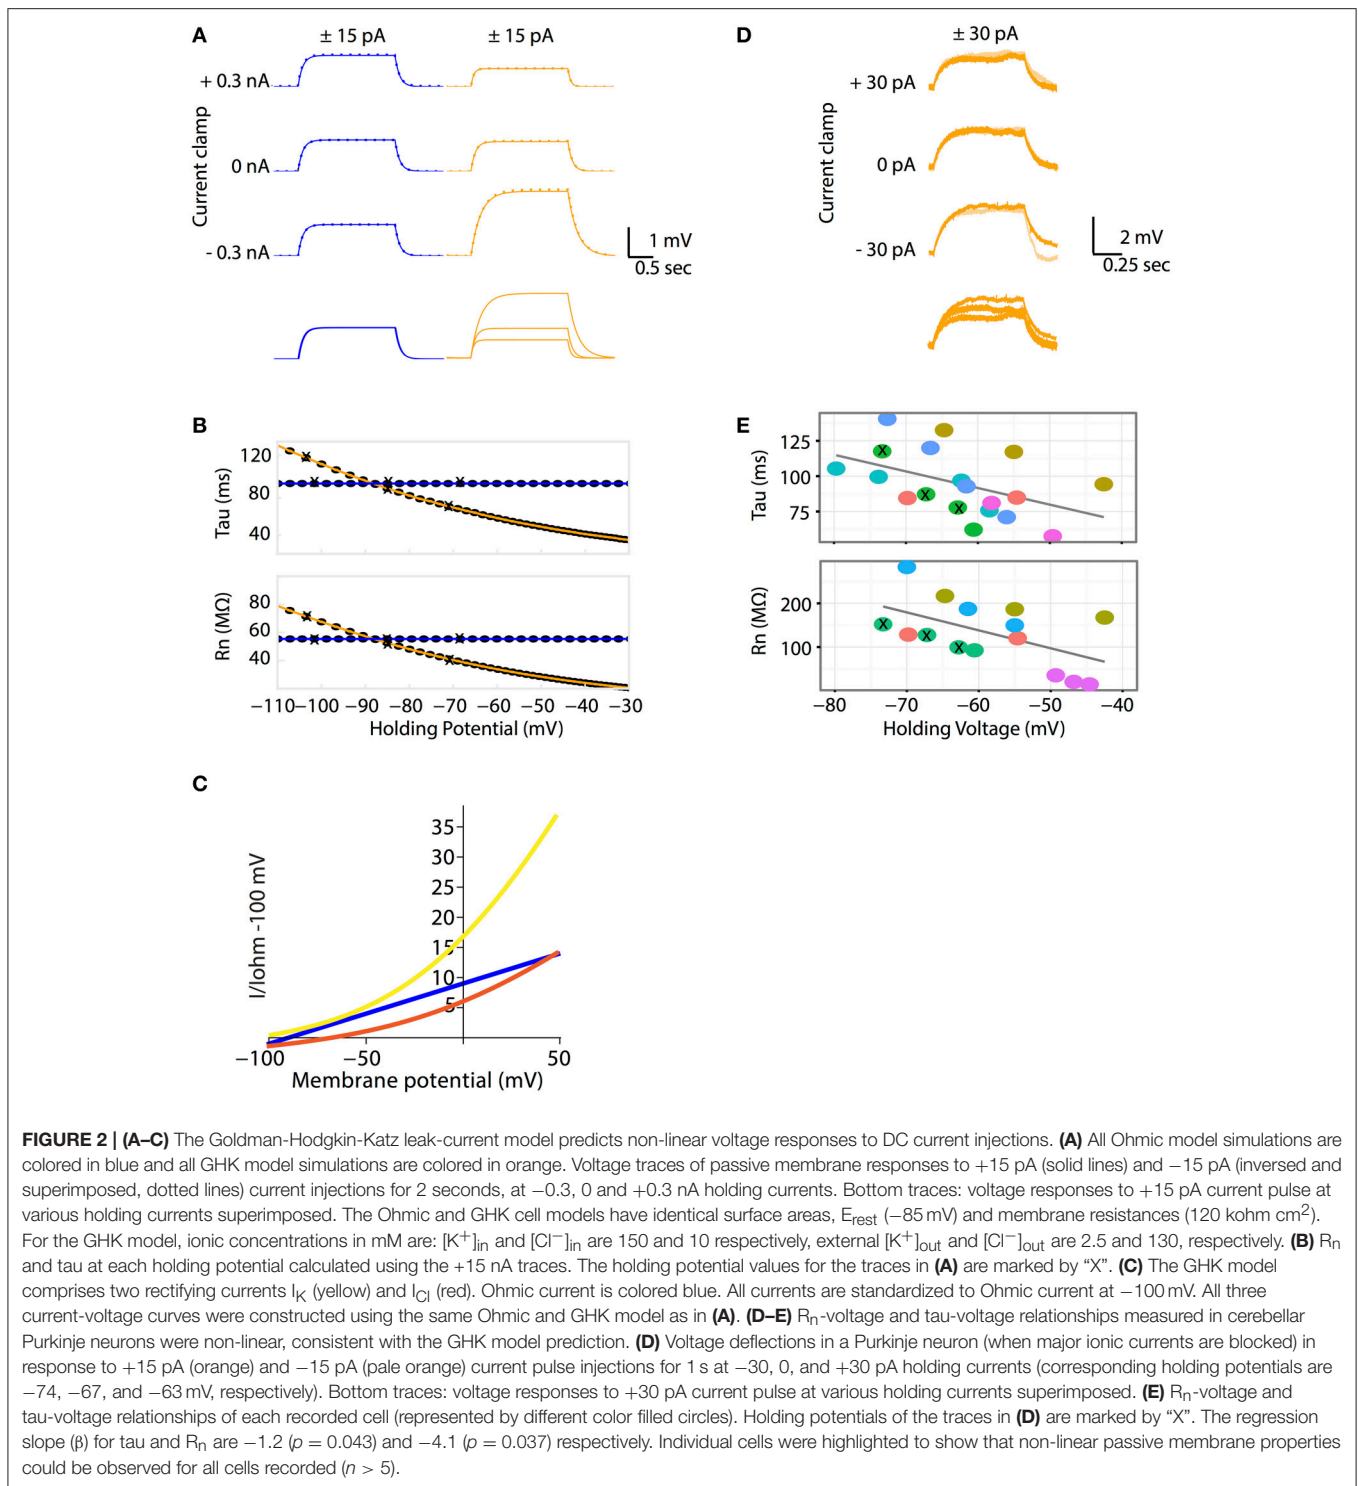 A
± 15 pA
± 15 pA
+ 0.3 nA
0 nA
- 0.3 nA
Current clamp
1 mV
0.5 sec
D
± 30 pA
+ 30 pA
0 pA
- 30 pA
Current clamp
2 mV
0.25 sec
B
Tau (ms)
120
80
40
Rn (MΩ)
80
60
40
−110 −100 −90 −80 −70 −60 −50 −40 −30
Holding Potential (mV)
E
Tau (ms)
125
100
75
X
X
X
Rn (MΩ)
200
100
X
X
X
−80 −70 −60 −50 −40
Holding Voltage (mV)
C
I/Iohm -100 mV
35
30
25
20
15
10
5
−100 −50 50
Membrane potential (mV)
FIGURE 2 | (A–C) The Goldman-Hodgkin-Katz leak-current model predicts non-linear voltage responses to DC current injections. (A) All Ohmic model simulations are
colored in blue and all GHK model simulations are colored in orange. Voltage traces of passive membrane responses to +15 pA (solid lines) and −15 pA (inversed and
superimposed, dotted lines) current injections for 2 seconds, at −0.3, 0 and +0.3 nA holding currents. Bottom traces: voltage responses to +15 pA current pulse at
various holding currents superimposed. The Ohmic and GHK cell models have identical surface areas, Erest (−85 mV) and membrane resistances (120 kohm cm²).
For the GHK model, ionic concentrations in mM are: [K+]in and [Cl−]in are 150 and 10 respectively, external [K+]out and [Cl−]out are 2.5 and 130, respectively. (B) Rn
and tau at each holding potential calculated using the +15 nA traces. The holding potential values for the traces in (A) are marked by “X”. (C) The GHK model
comprises two rectifying currents IK (yellow) and ICl (red). Ohmic current is colored blue. All currents are standardized to Ohmic current at −100 mV. All three
current-voltage curves were constructed using the same Ohmic and GHK model as in (A). (D–E) Rn-voltage and tau-voltage relationships measured in cerebellar
Purkinje neurons were non-linear, consistent with the GHK model prediction. (D) Voltage deflections in a Purkinje neuron (when major ionic currents are blocked) in
response to +15 pA (orange) and −15 pA (pale orange) current pulse injections for 1 s at −30, 0, and +30 pA holding currents (corresponding holding potentials are
−74, −67, and −63 mV, respectively). Bottom traces: voltage responses to +30 pA current pulse at various holding currents superimposed. (E) Rn-voltage and
tau-voltage relationships of each recorded cell (represented by different color filled circles). Holding potentials of the traces in (D) are marked by “X”. The regression
slope (β) for tau and Rn are −1.2 (p = 0.043) and −4.1 (p = 0.037) respectively. Individual cells were highlighted to show that non-linear passive membrane properties
could be observed for all cells recorded (n > 5).